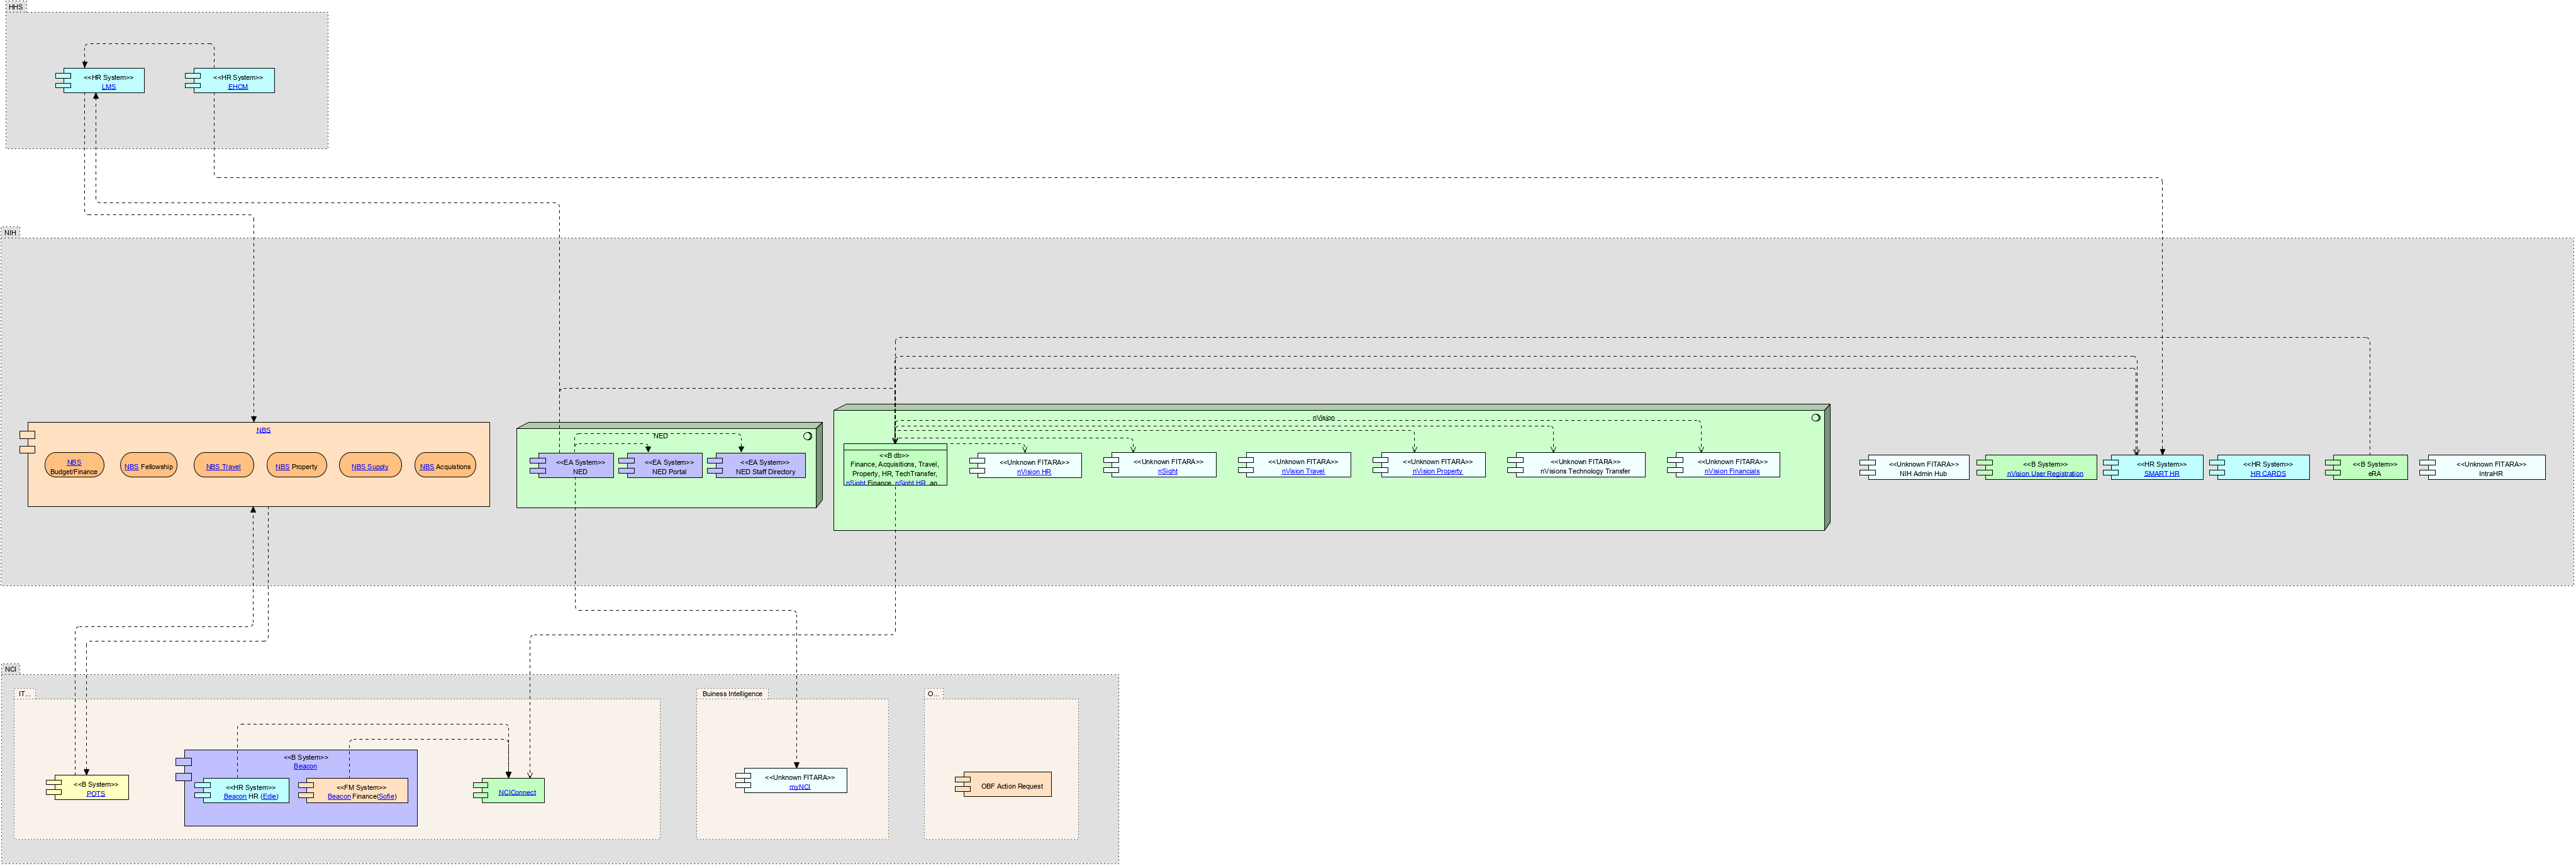 HHS
<<HR System>>
LMS
<<HR System>>
EHCM
NIH
NBS
NBS
Budget/Finance
NBS Fellowship
NBS Travel
NBS Property
NBS Supply
NBS Acquistions
NED
<<EA System>>
NED
<<EA System>>
NED Portal
<<EA System>>
NED Staff Directory
nVision
<<B db>>
Finance, Acquisitions, Travel,
Property, HR, TechTransfer,
nSight Finance, nSight HR, an...
<<Unknown FITARA>>
nVision HR
<<Unknown FITARA>>
nSight
<<Unknown FITARA>>
nVision Travel
<<Unknown FITARA>>
nVision Property
<<Unknown FITARA>>
nVisions Technology Transfer
<<Unknown FITARA>>
nVision Financials
<<Unknown FITARA>>
NIH Admin Hub
<<B System>>
nVision User Registration
<<HR System>>
SMART HR
<<HR System>>
HR CARDS
<<B System>>
eRA
<<Unknown FITARA>>
IntraHR
NCI
IT...
<<B System>>
POTS
<<B System>>
Beacon
<<HR System>>
Beacon HR (Edie)
<<FM System>>
Beacon Finance(Sofie)
NCIConnect
Buiness Intelligence
<<Unknown FITARA>>
myNCI
O...
OBF Action Request